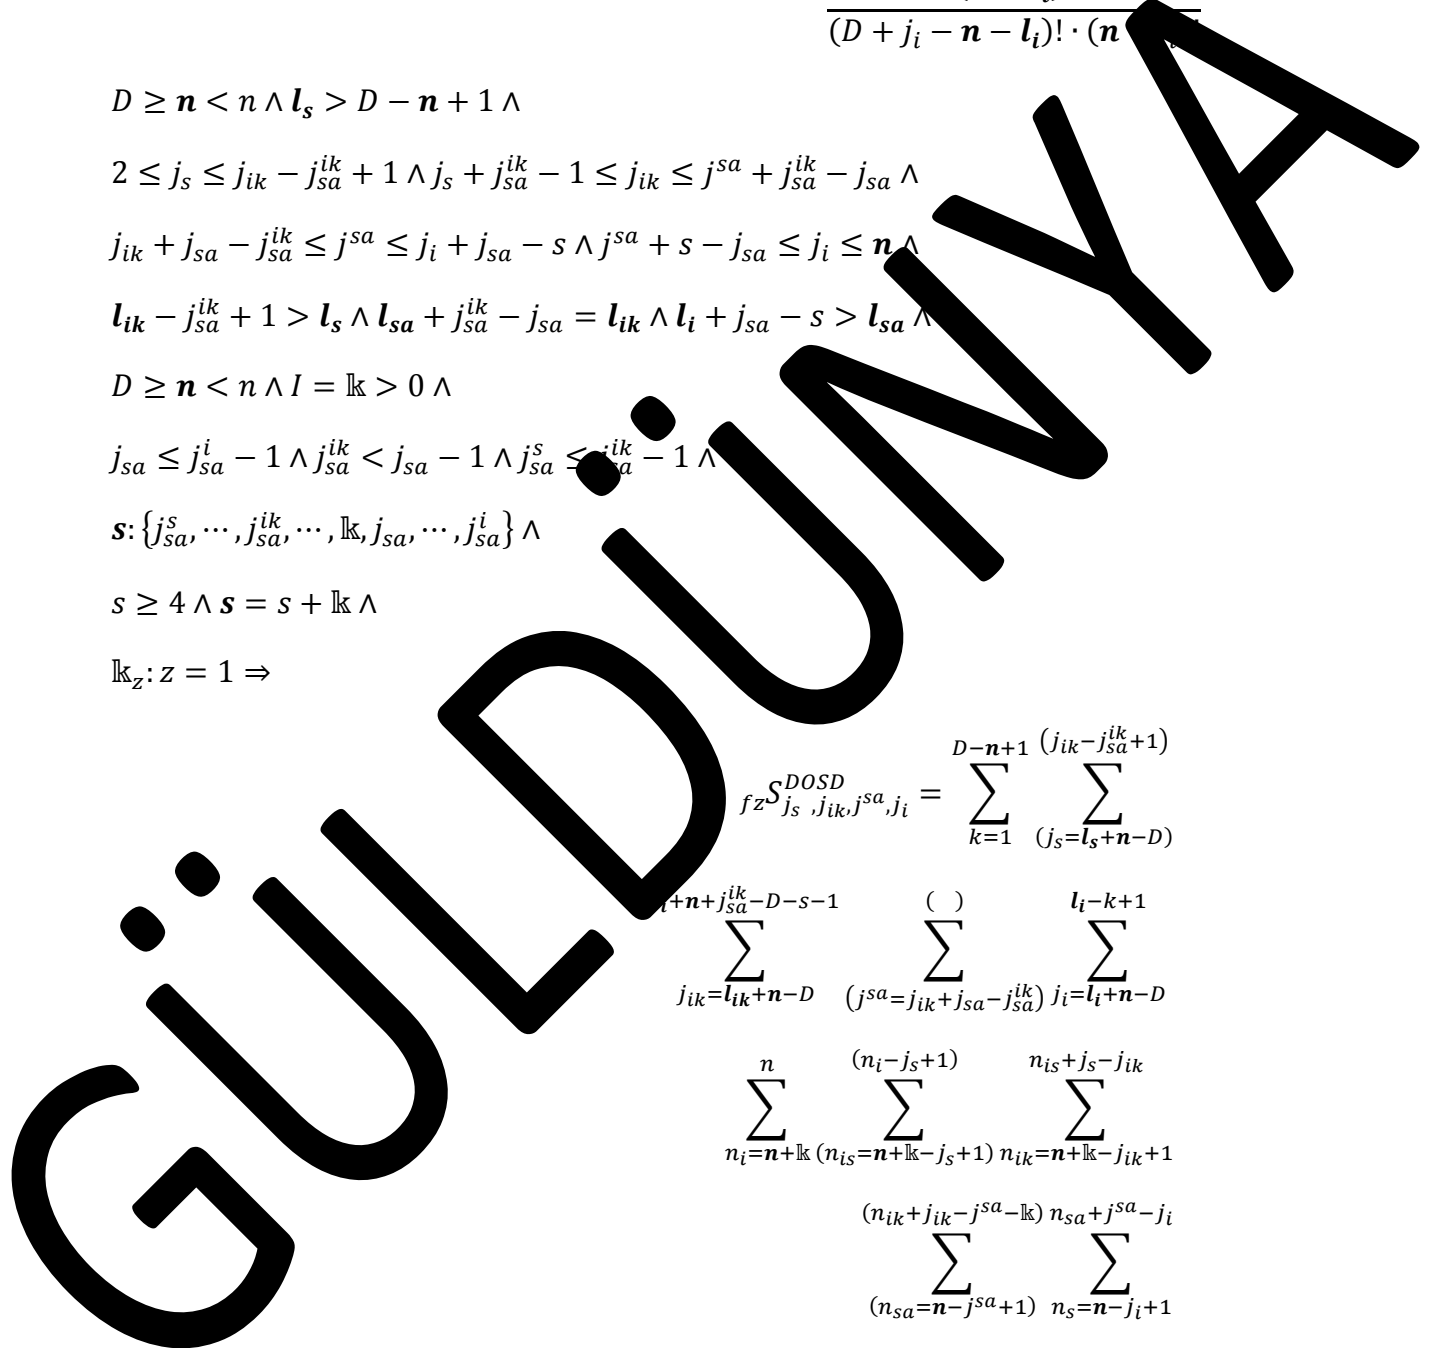 (D + j_i − n − l_i)! · (n
D ≥ n < n ∧ l_s > D − n + 1 ∧
2 ≤ j_s ≤ j_{ik} − j_{sa}^{ik} + 1 ∧ j_s + j_{sa}^{ik} − 1 ≤ j_{ik} ≤ j^{sa} + j_{sa}^{ik} − j_{sa} ∧
j_{ik} + j_{sa} − j_{sa}^{ik} ≤ j^{sa} ≤ j_i + j_{sa} − s ∧ j^{sa} + s − j_{sa} ≤ j_i ≤ n ∧
l_{ik} − j_{sa}^{ik} + 1 > l_s ∧ l_{sa} + j_{sa}^{ik} − j_{sa} = l_{ik} ∧ l_i + j_{sa} − s > l_{sa} ∧
D ≥ n < n ∧ I = 𝕜 > 0 ∧
j_{sa} ≤ j_{sa}^{i} − 1 ∧ j_{sa}^{ik} < j_{sa} − 1 ∧ j_{sa}^{s} ≤ j_{sa}^{ik} − 1 ∧
s: {j_{sa}^{s}, ⋯ , j_{sa}^{ik}, ⋯ , 𝕜, j_{sa}, ⋯ , j_{sa}^{i}} ∧
s ≥ 4 ∧ s = s + 𝕜 ∧
𝕜_z: z = 1 ⇒
_{fz}S_{j_s ,j_{ik},j^{sa},j_i}^{DOSD} = ∑_{k=1}^{D−n+1} ∑_{(j_s=l_s+n−D)}^{(j_{ik}−j_{sa}^{ik}+1)}
∑_{j_{ik}=l_{ik}+n−D}^{i+n+j_{sa}^{ik}−D−s−1} ∑_{(j^{sa}=j_{ik}+j_{sa}−j_{sa}^{ik})}^{( )} ∑_{j_i=l_i+n−D}^{l_i−k+1}
∑_{n_i=n+𝕜}^{n} ∑_{(n_{is}=n+𝕜−j_s+1)}^{(n_i−j_s+1)} ∑_{n_{ik}=n+𝕜−j_{ik}+1}^{n_{is}+j_s−j_{ik}}
∑_{(n_{sa}=n−j^{sa}+1)}^{(n_{ik}+j_{ik}−j^{sa}−𝕜)} ∑_{n_s=n−j_i+1}^{n_{sa}+j^{sa}−j_i}
GÜLDÜNYA